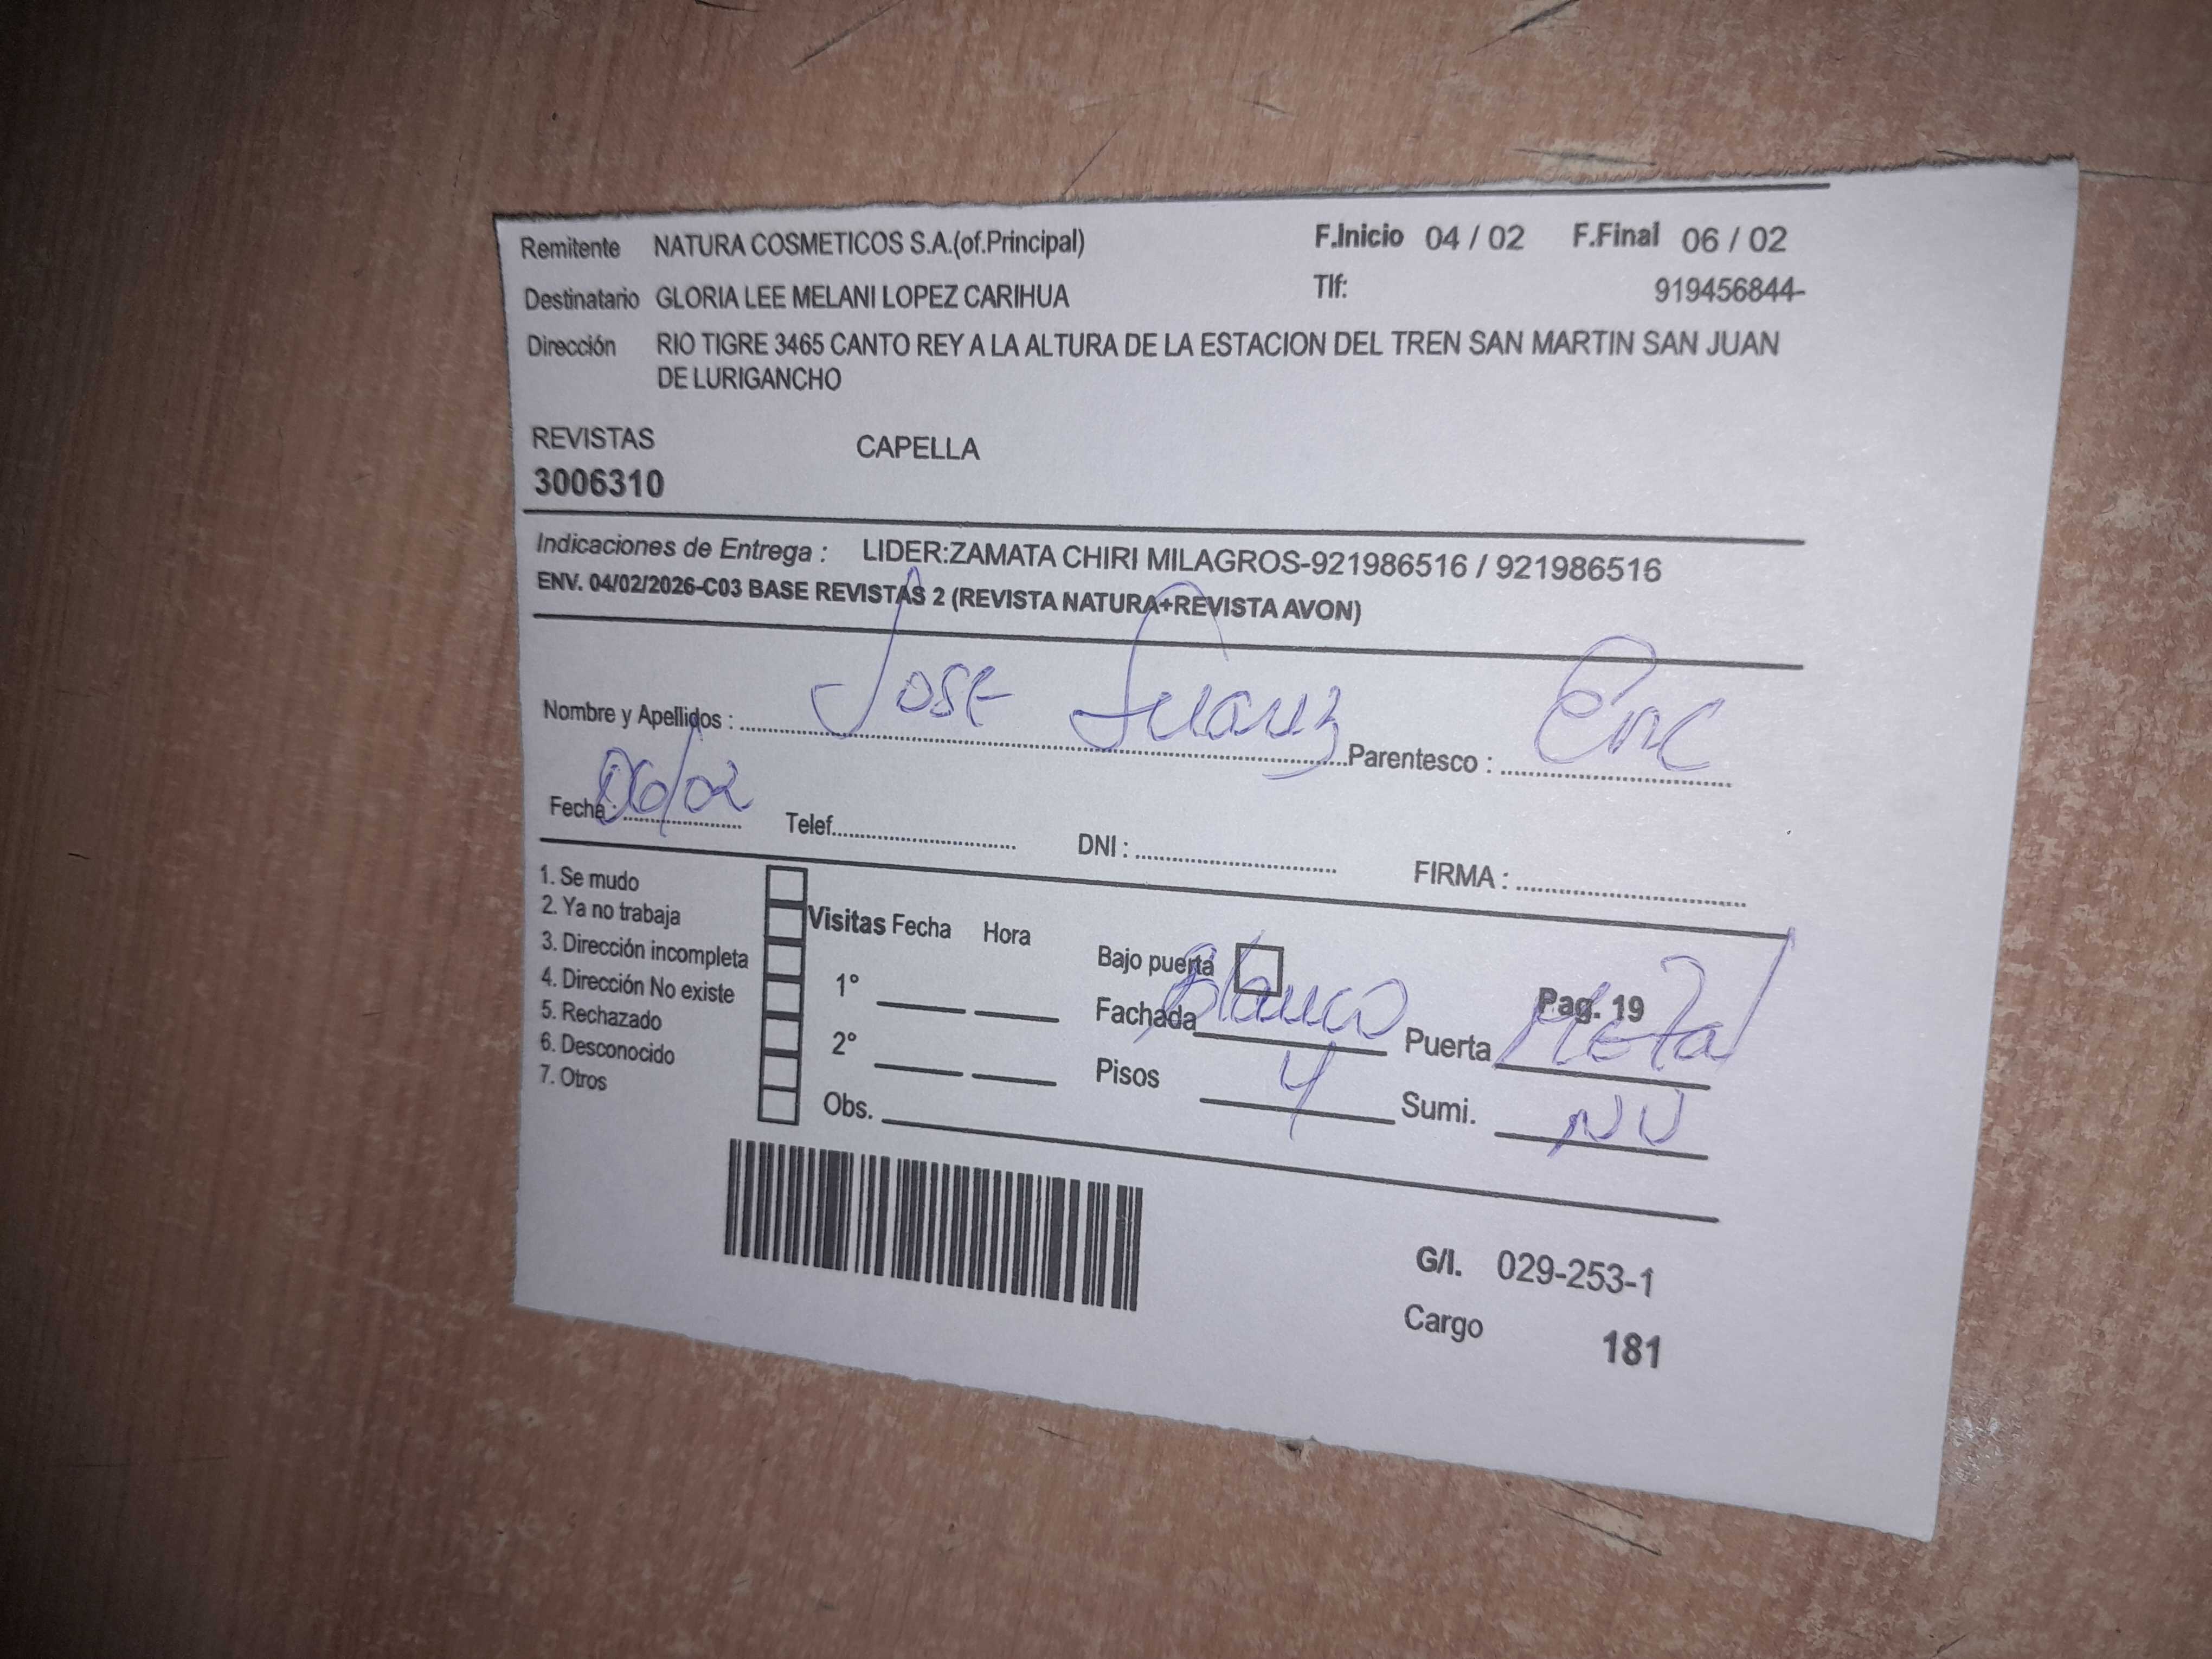 Remitente NATURA COSMETICOS S.A.(of.Principal) F.Inicio 04 / 02 F.Final 06 / 02
Destinatario GLORIA LEE MELANI LOPEZ CARIHUA Tlf: 919456844-
Dirección RIO TIGRE 3465 CANTO REY A LA ALTURA DE LA ESTACION DEL TREN SAN MARTIN SAN JUAN
DE LURIGANCHO
REVISTAS CAPELLA
3006310
Indicaciones de Entrega : LIDER:ZAMATA CHIRI MILAGROS-921986516 / 921986516
ENV. 04/02/2026-C03 BASE REVISTAS 2 (REVISTA NATURA+REVISTA AVON)
Nombre y Apellidos : Jose Parentesco : Enc
Fecha : 06/02 Telef. DNI : FIRMA :
1. Se mudo
2. Ya no trabaja
3. Dirección incompleta
4. Dirección No existe
5. Rechazado
6. Desconocido
7. Otros
Visitas Fecha Hora
1°
2°
Obs.
Bajo puerta Pag. 19
Fachada Blanco Puerta Metal
Pisos 4 Sumi. NV
G/I. 029-253-1
Cargo 181